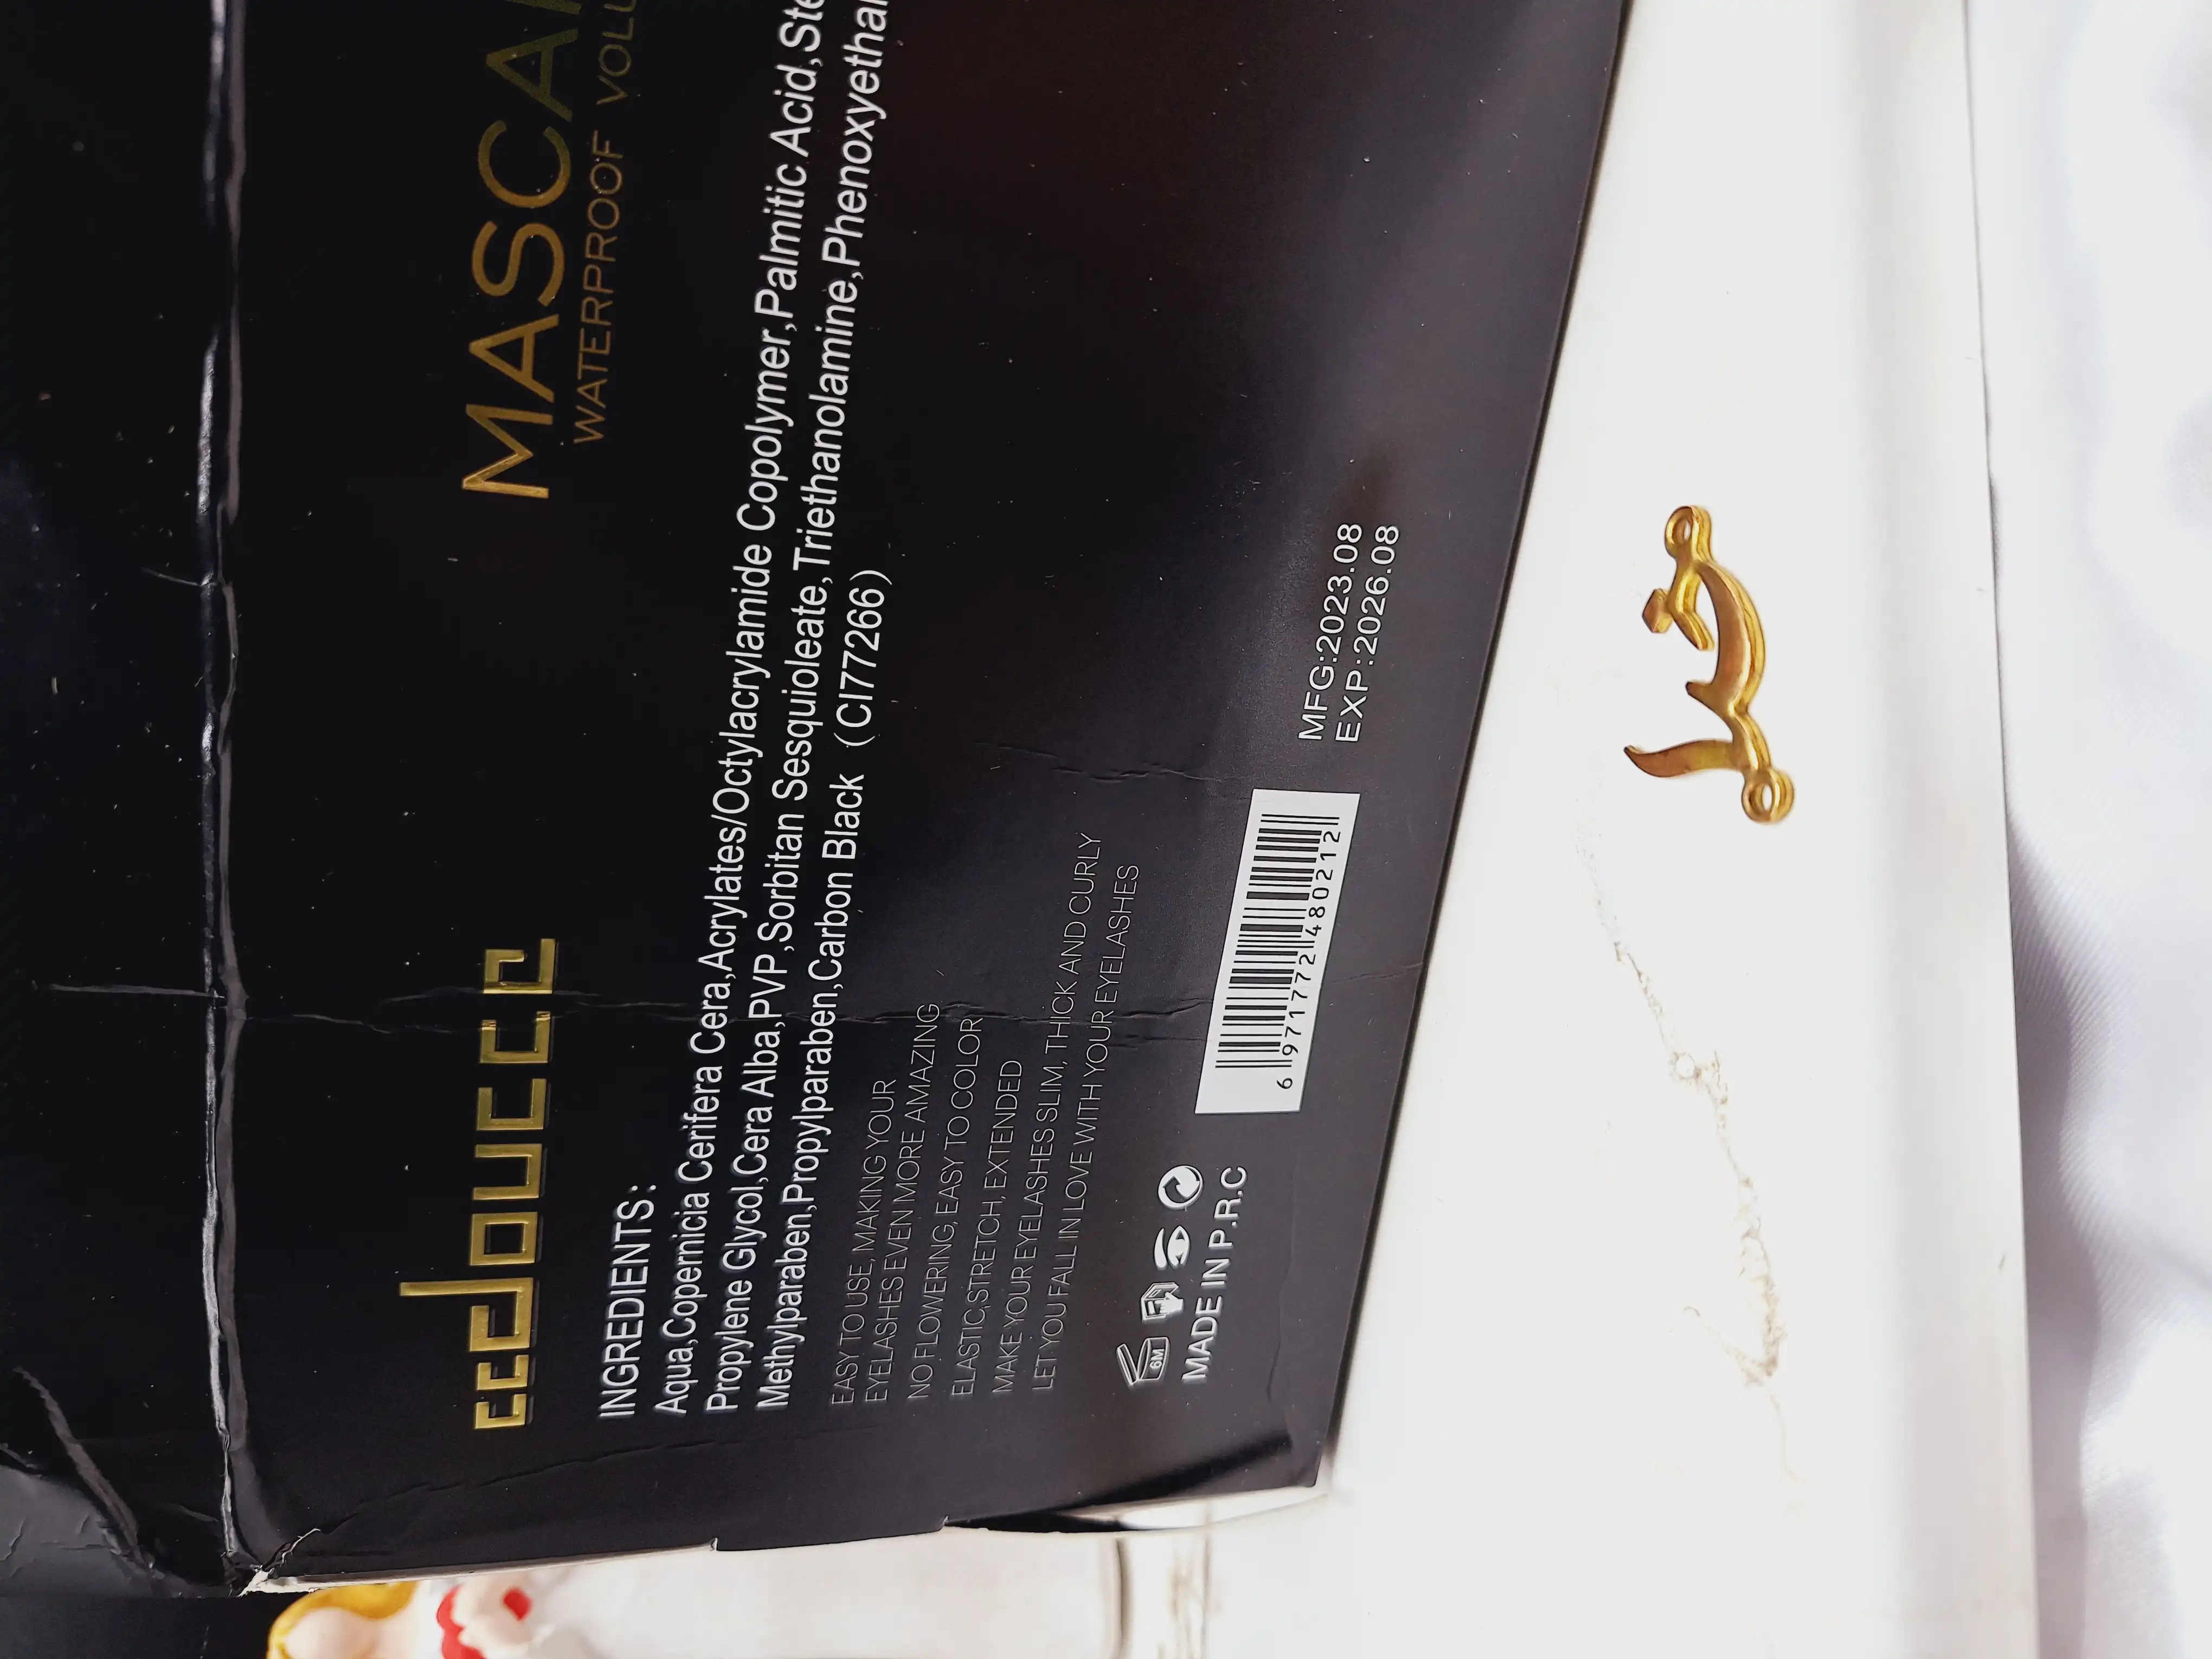 ccdoucce
MASCA
WATERPROOF
INGREDIENTS:
Aqua,Copernicia Cerifera Cera,Acrylates/Octylacrylamide Copolymer,Palmitic Acid,Ste
Propylene Glycol,Cera Alba,PVP,Sorbitan Sesquioleate,Triethanolamine,Phenoxyethan
Methylparaben,Propylparaben,Carbon Black (CI77266)
EASY TO USE, MAKING YOUR
EYELASHES EVEN MORE AMAZING
NO FLOWERING, EASY TO COLOR
ELASTIC,STRETCH, EXTENDED
MAKE YOUR EYELASHES SLIM, THICK AND CURLY
LET YOU FALL IN LOVE WITH YOUR EYELASHES
6M
MADE IN P.R.C
6 971772 480212
MFG:2023.08
EXP:2026.08